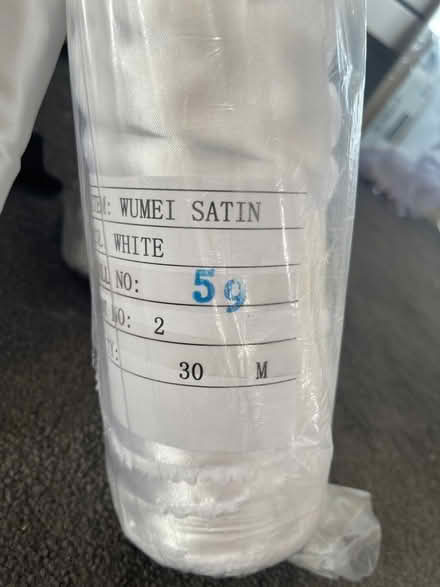 WUMEI SATIN
WHITE
NO: 59
NO: 2
Y: 30 M